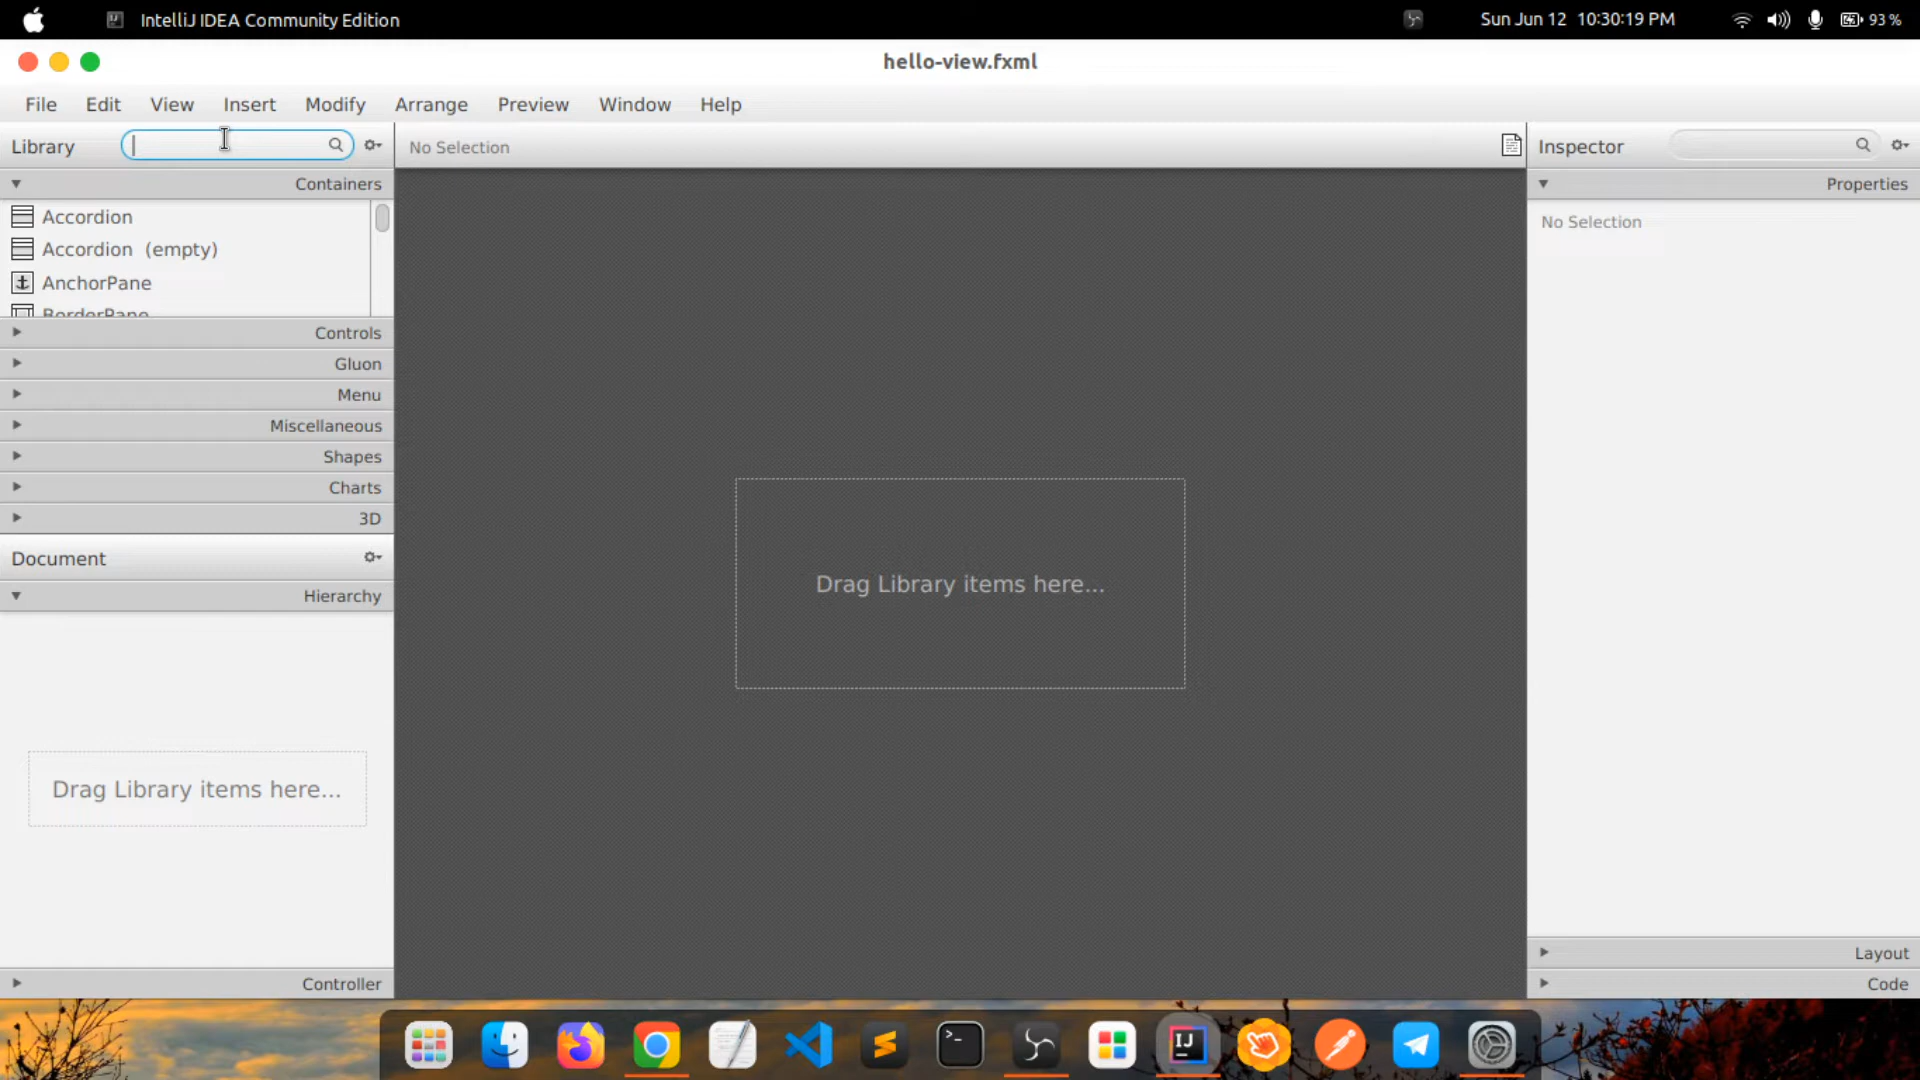 IntelliJ IDEA Community Edition
Sun Jun 12 10:30:19 PM
93 %
hello-view.fxml
File Edit View Insert Modify Arrange Preview Window Help
Library
No Selection
Inspector
Containers
Properties
Accordion
No Selection
Accordion (empty)
AnchorPane
BorderPane
Controls
Gluon
Menu
Miscellaneous
Shapes
Charts
3D
Document
Hierarchy
Drag Library items here...
Drag Library items here...
Layout
Controller
Code
IJ